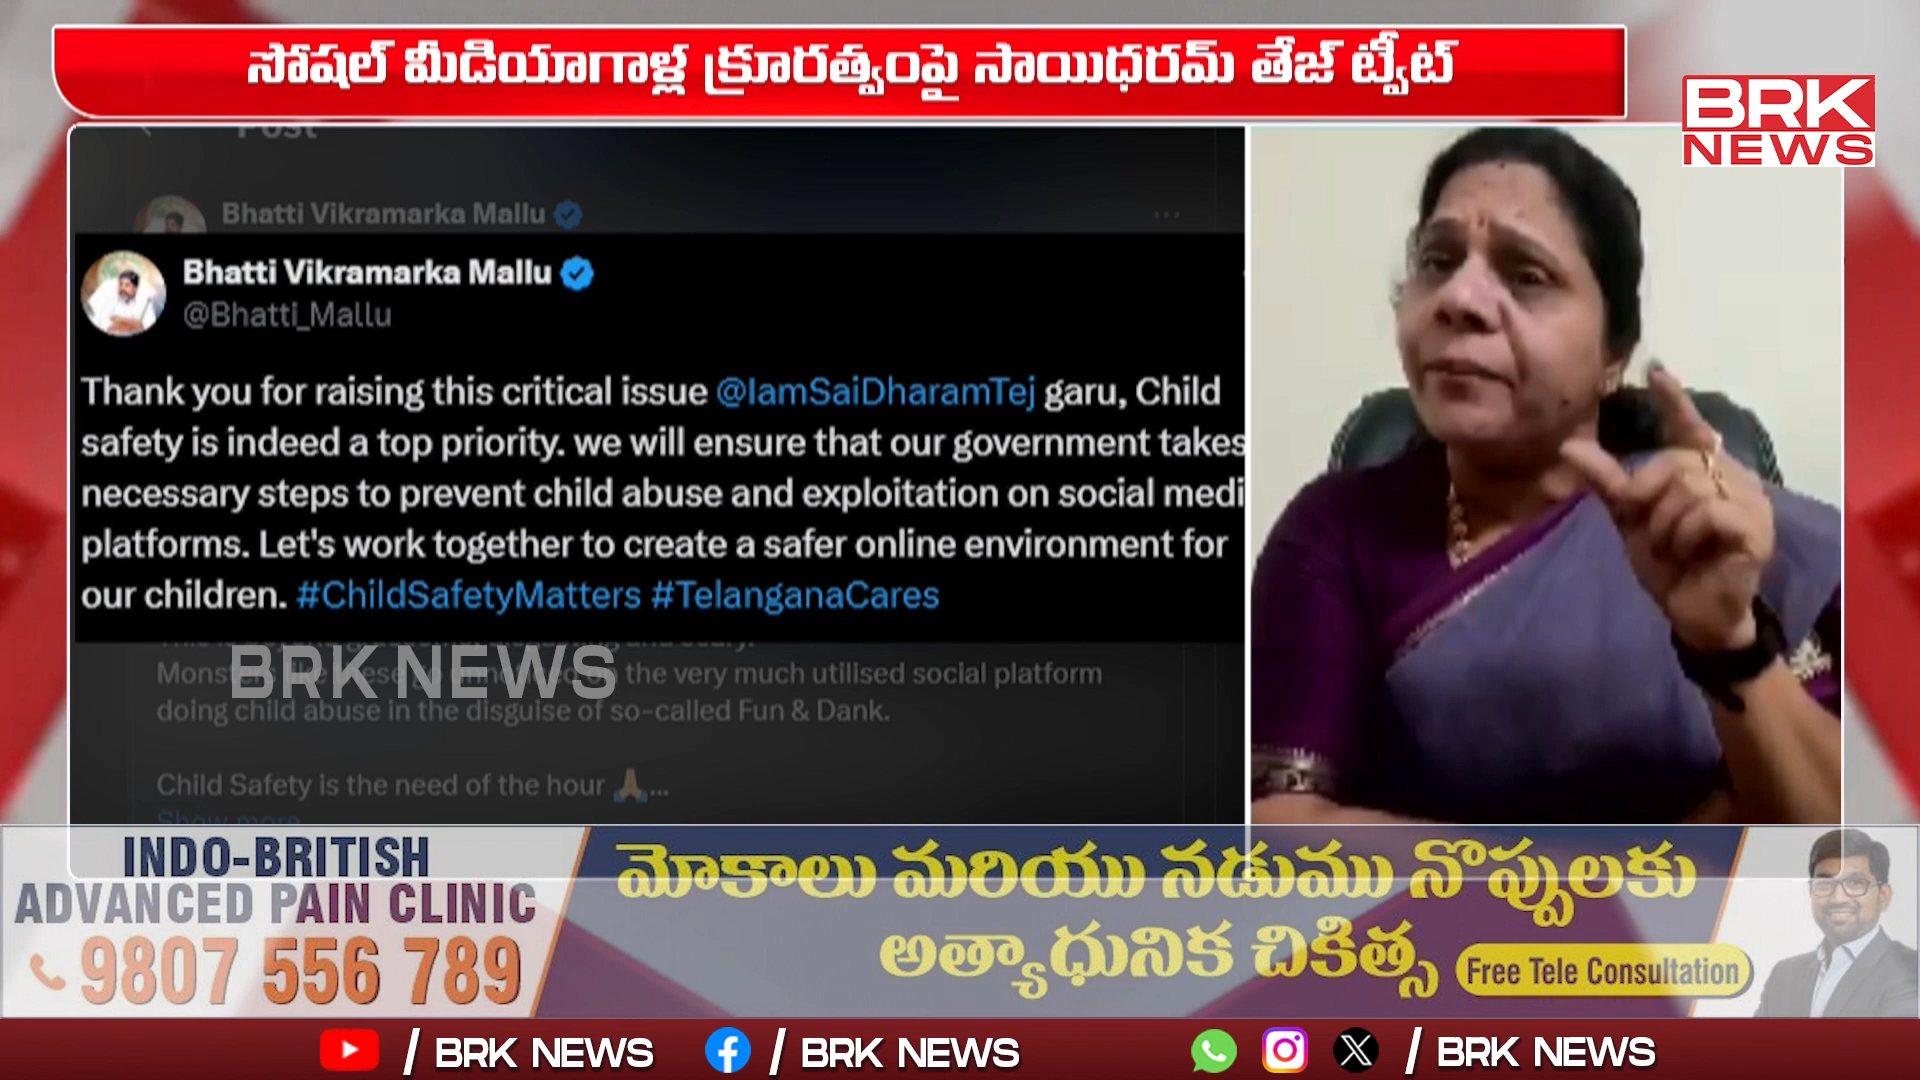 సోషల్ మీడియాగాళ్ల క్రూరత్వంపై సాయిధరమ్ తేజ్ ట్వీట్
BRK
NEWS
Post
Bhatti Vikramarka Mallu
Bhatti Vikramarka Mallu
@Bhatti_Mallu
Thank you for raising this critical issue @IamSaiDharamTej garu, Child
safety is indeed a top priority. we will ensure that our government takes
necessary steps to prevent child abuse and exploitation on social medi
platforms. Let's work together to create a safer online environment for
our children. #ChildSafetyMatters #TelanganaCares
the very much utilised social platform
doing child abuse in the disguise of so-called Fun & Dank.
BRK NEWS
Child Safety is the need of the hour 🙏...
Show more
INDO-BRITISH
ADVANCED PAIN CLINIC
9807 556 789
మోకాలు మరియు నడుము నొప్పులకు
అత్యాధునిక చికిత్స
Free Tele Consultation
/ BRK NEWS
/ BRK NEWS
/ BRK NEWS